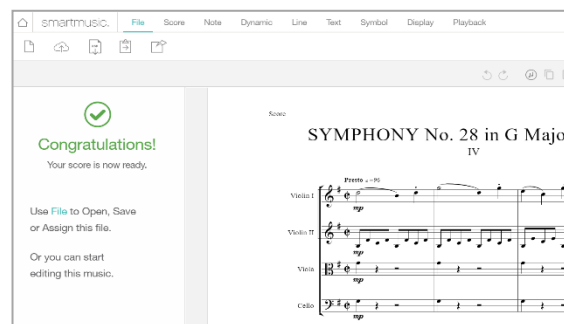 smartmusic. File Score Note Dynamic Line Text Symbol Display Playback
Congratulations!
Your score is now ready.
Use File to Open, Save
or Assign this file.
Or you can start
editing this music.
Score
SYMPHONY No. 28 in G Majo
IV
Presto
Violin I
mp
Violin II
mp
Viola
mp
Cello
mp